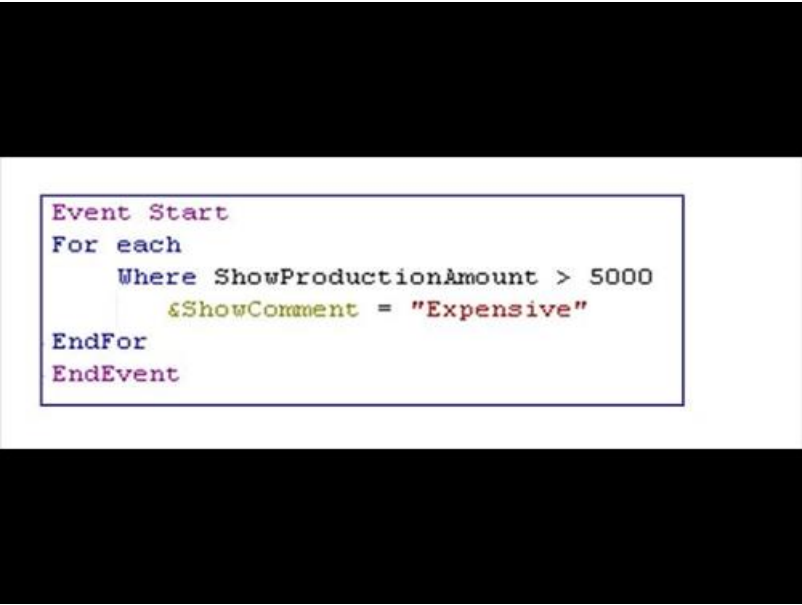 Event Start
For each
Where ShowProductionAmount > 5000
&ShowComment = "Expensive"
EndFor
EndEvent